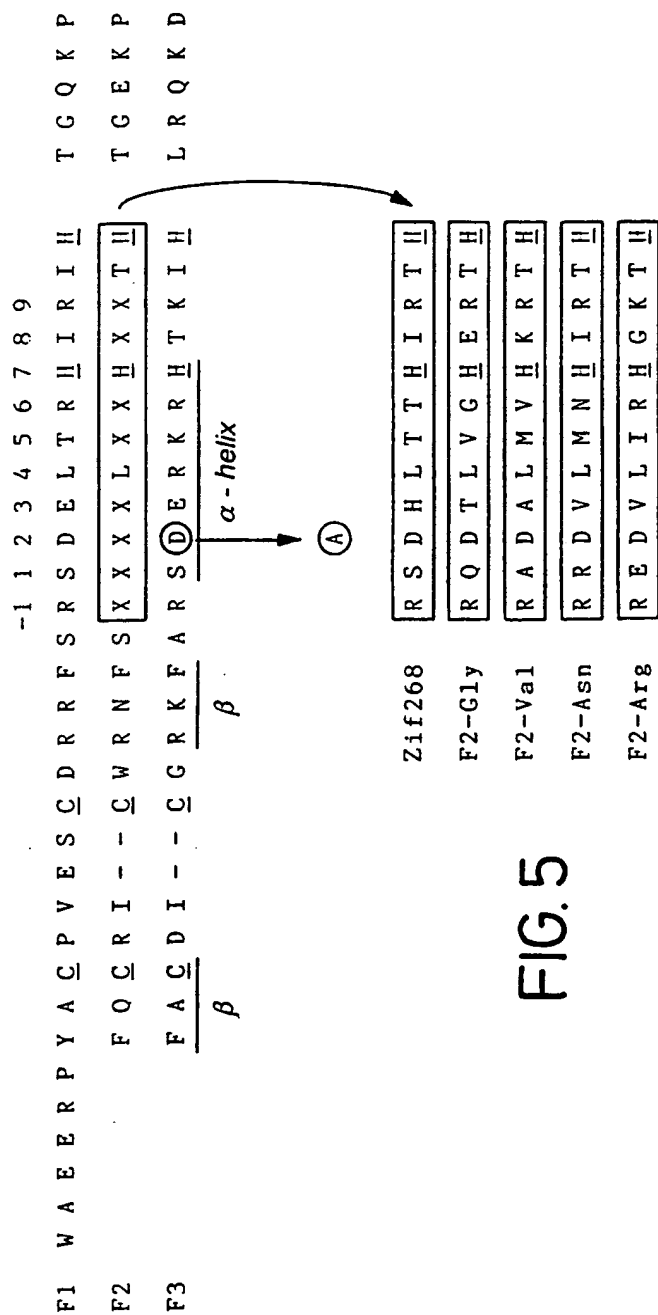 -1 1 2 3 4 5 6 7 8 9
F1 W A E E R P Y A C P V E S C D R R F S R S D E L T R H I R I H T G Q K P
F2 F Q C R I - - C W R N F S X X X X L X X H X X T H T G E K P
F3 F A C D I - - C G R K F A R S D E R K R H T K I H L R Q K D
β β α - helix
A
Zif268 R S D H L T T H I R T H
F2-Gly R Q D T L V G H E R T H
F2-Val R A D A L M V H K R T H
F2-Asn R R D V L M N H I R T H
F2-Arg R E D V L I R H G K T H
FIG. 5